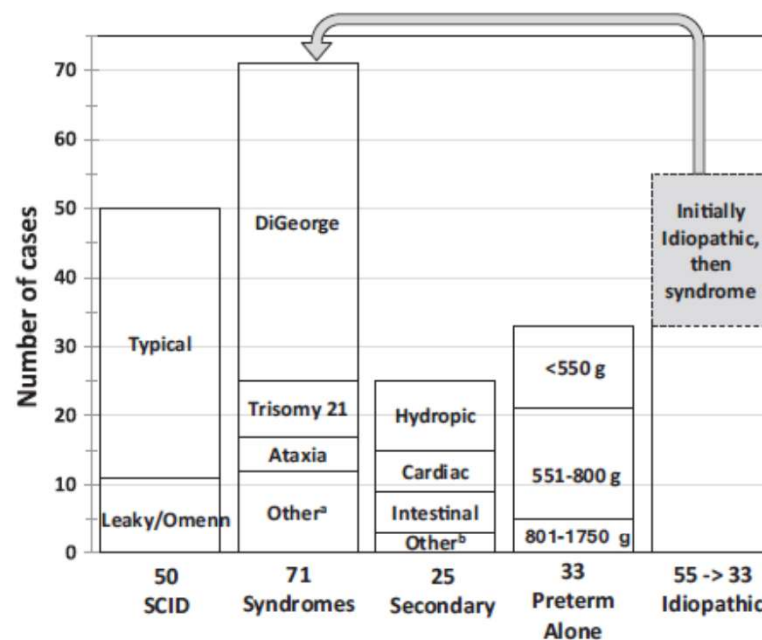 Number of cases
70
60
50
40
30
20
10
0
Typical
Leaky/Omenn
DiGeorge
Trisomy 21
Ataxia
Otherᵃ
Hydropic
Cardiac
Intestinal
Otherᵇ
<550 g
551-800 g
801-1750 g
Initially
Idiopathic,
then
syndrome
50
SCID
71
Syndromes
25
Secondary
33
Preterm
Alone
55 -> 33
Idiopathic